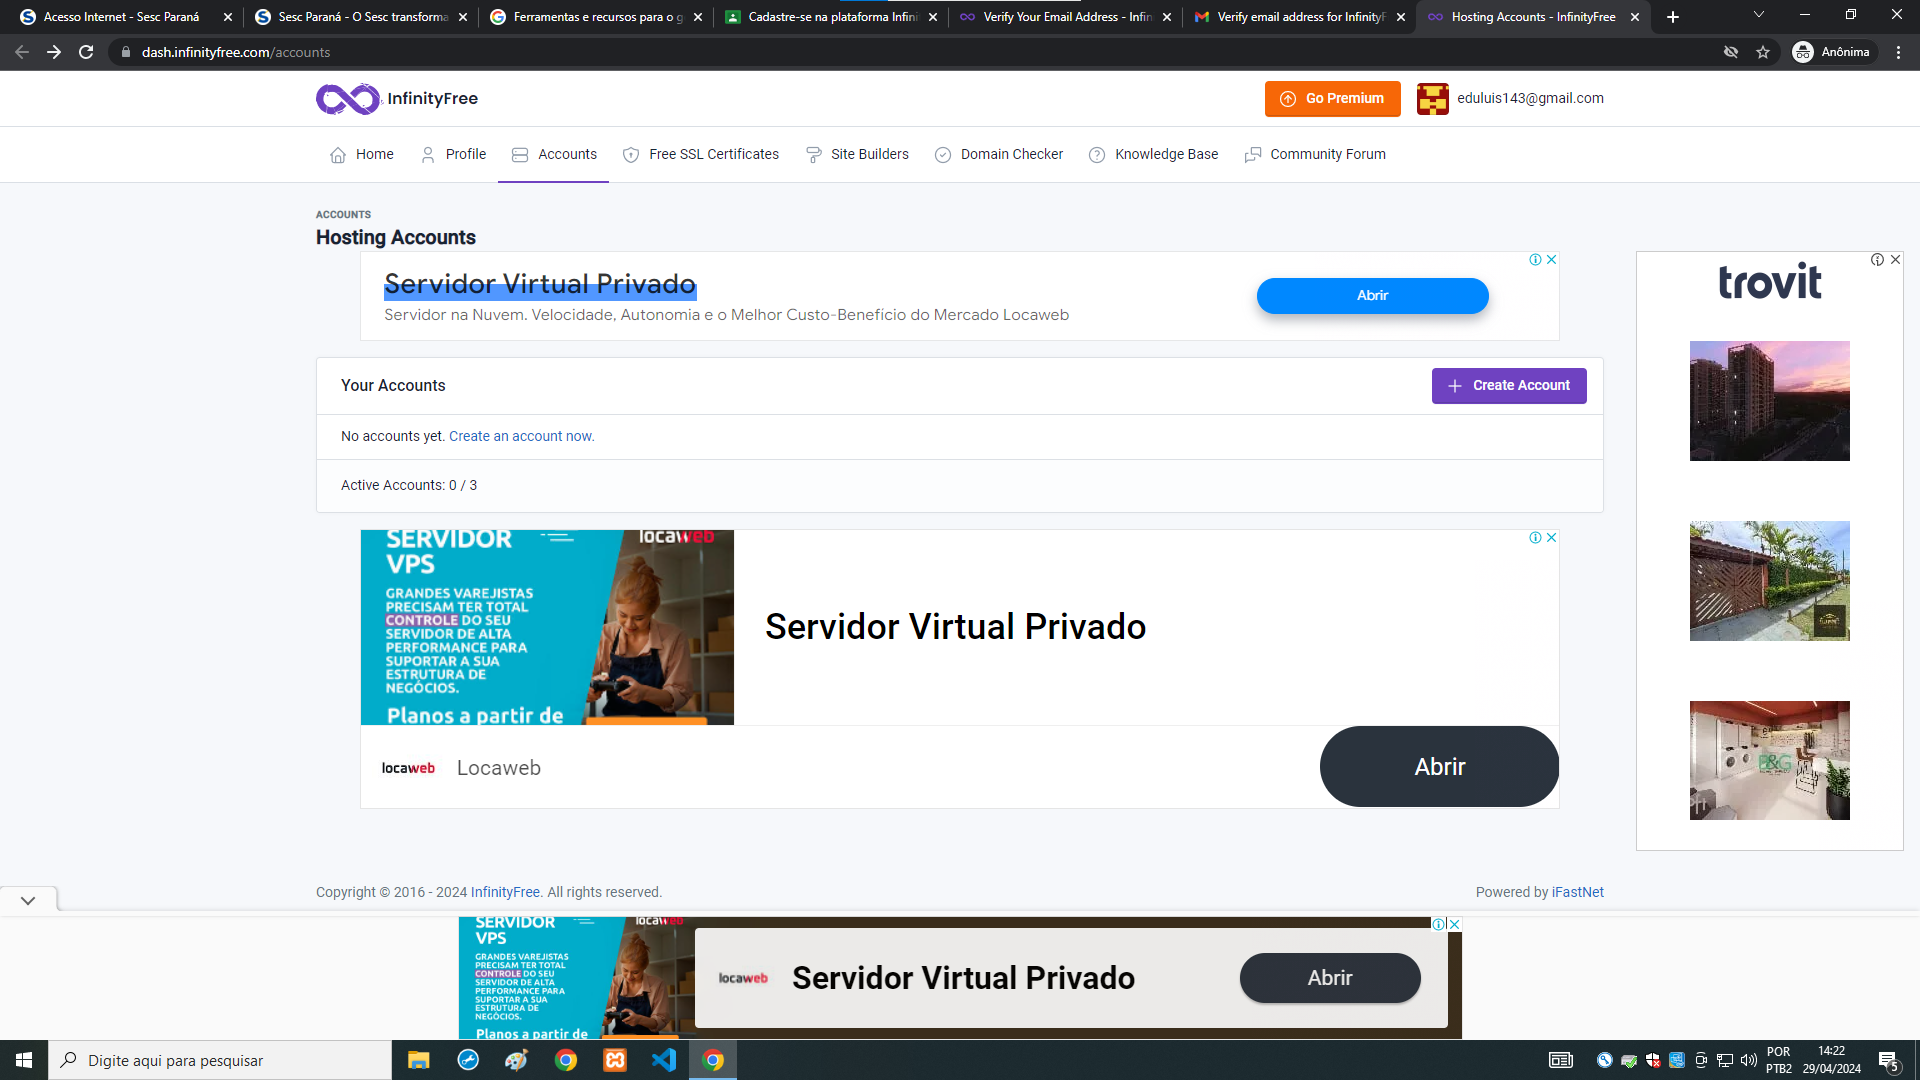 Acesso Internet - Sesc Paraná
Sesc Paraná - O Sesc transforma
Ferramentas e recursos para o g
Cadastre-se na plataforma Infini
Verify Your Email Address - Infin
Verify email address for InfinityF
Hosting Accounts - InfinityFree
dash.infinityfree.com/accounts
Anônima
InfinityFree
Go Premium
eduluis143@gmail.com
Home
Profile
Accounts
Free SSL Certificates
Site Builders
Domain Checker
Knowledge Base
Community Forum
ACCOUNTS
Hosting Accounts
Servidor Virtual Privado
Servidor na Nuvem. Velocidade, Autonomia e o Melhor Custo-Benefício do Mercado Locaweb
Abrir
trovit
Your Accounts
Create Account
No accounts yet. Create an account now.
Active Accounts: 0 / 3
SERVIDOR
VPS
locaweb
GRANDES VAREJISTAS
PRECISAM TER TOTAL
CONTROLE DO SEU
SERVIDOR DE ALTA
PERFORMANCE PARA
SUPORTAR A SUA
ESTRUTURA DE
NEGÓCIOS.
Planos a partir de
Servidor Virtual Privado
locaweb
Locaweb
Abrir
Copyright © 2016 - 2024 InfinityFree. All rights reserved.
Powered by iFastNet
SERVIDOR
VPS
locaweb
GRANDES VAREJISTAS
PRECISAM TER TOTAL
CONTROLE DO SEU
SERVIDOR DE ALTA
PERFORMANCE PARA
SUPORTAR A SUA
ESTRUTURA DE
NEGÓCIOS.
Planos a partir de
locaweb
Servidor Virtual Privado
Abrir
Digite aqui para pesquisar
POR
PTB2
14:22
29/04/2024
5